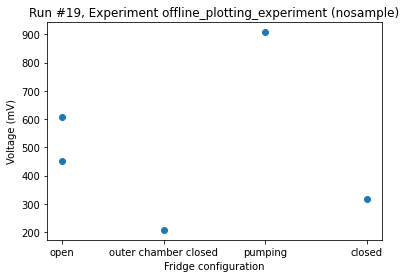 Run #19, Experiment offline_plotting_experiment (nosample)
Voltage (mV)
900
800
700
600
500
400
300
200
open outer chamber closed pumping closed
Fridge configuration